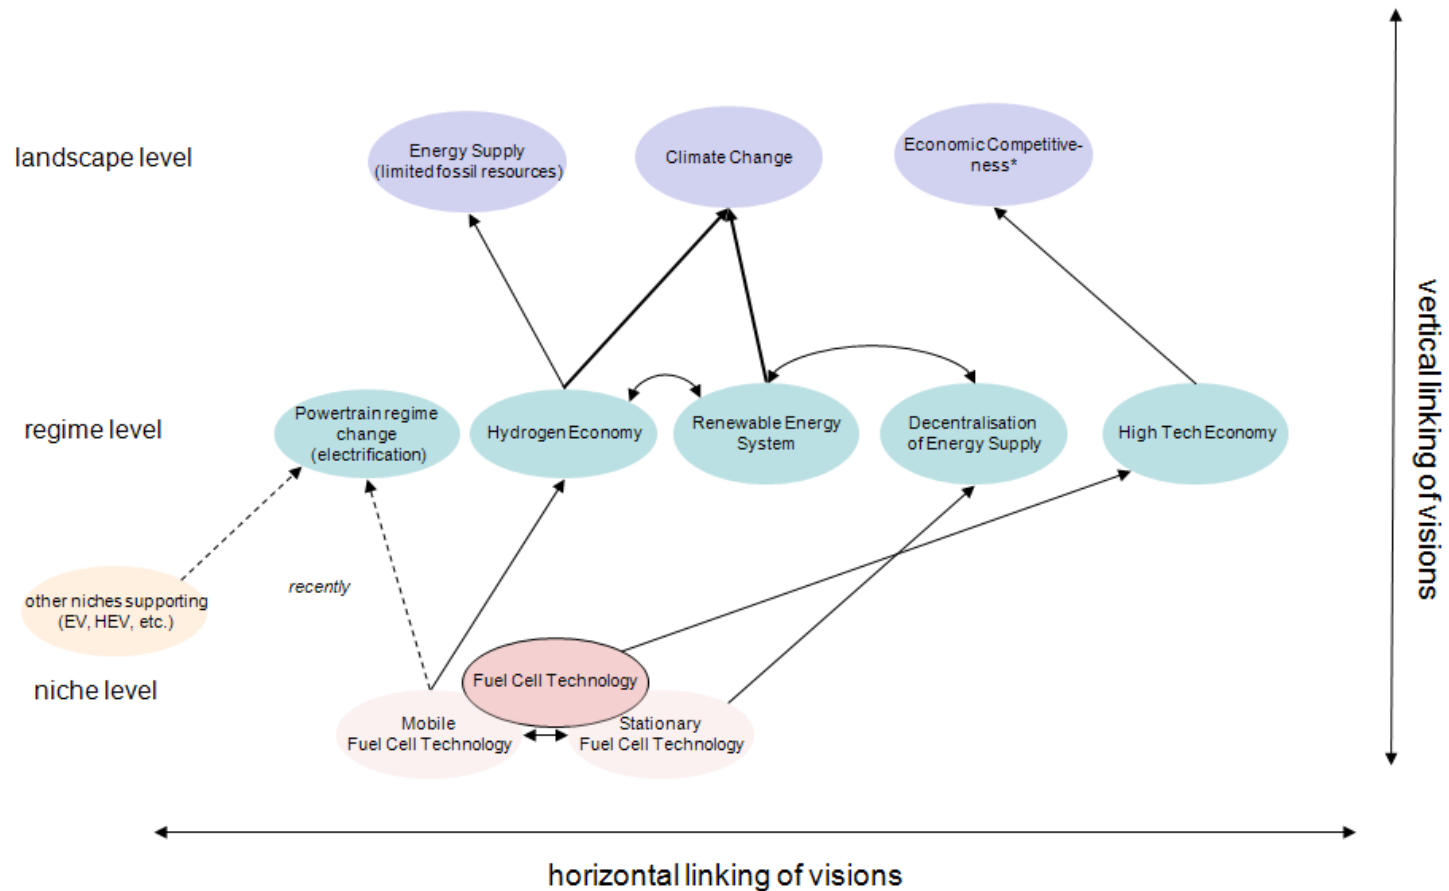 landscape level
Energy Supply
(limited fossil resources)
Climate Change
Economic Competitive-
ness*
vertical linking of visions
regime level
Powertrain regime
change
(electrification)
Hydrogen Economy
Renewable Energy
System
Decentralisation
of Energy Supply
High Tech Economy
other niches supporting
(EV, HEV, etc.)
recently
niche level
Fuel Cell Technology
Mobile
Fuel Cell Technology
Stationary
Fuel Cell Technology
horizontal linking of visions